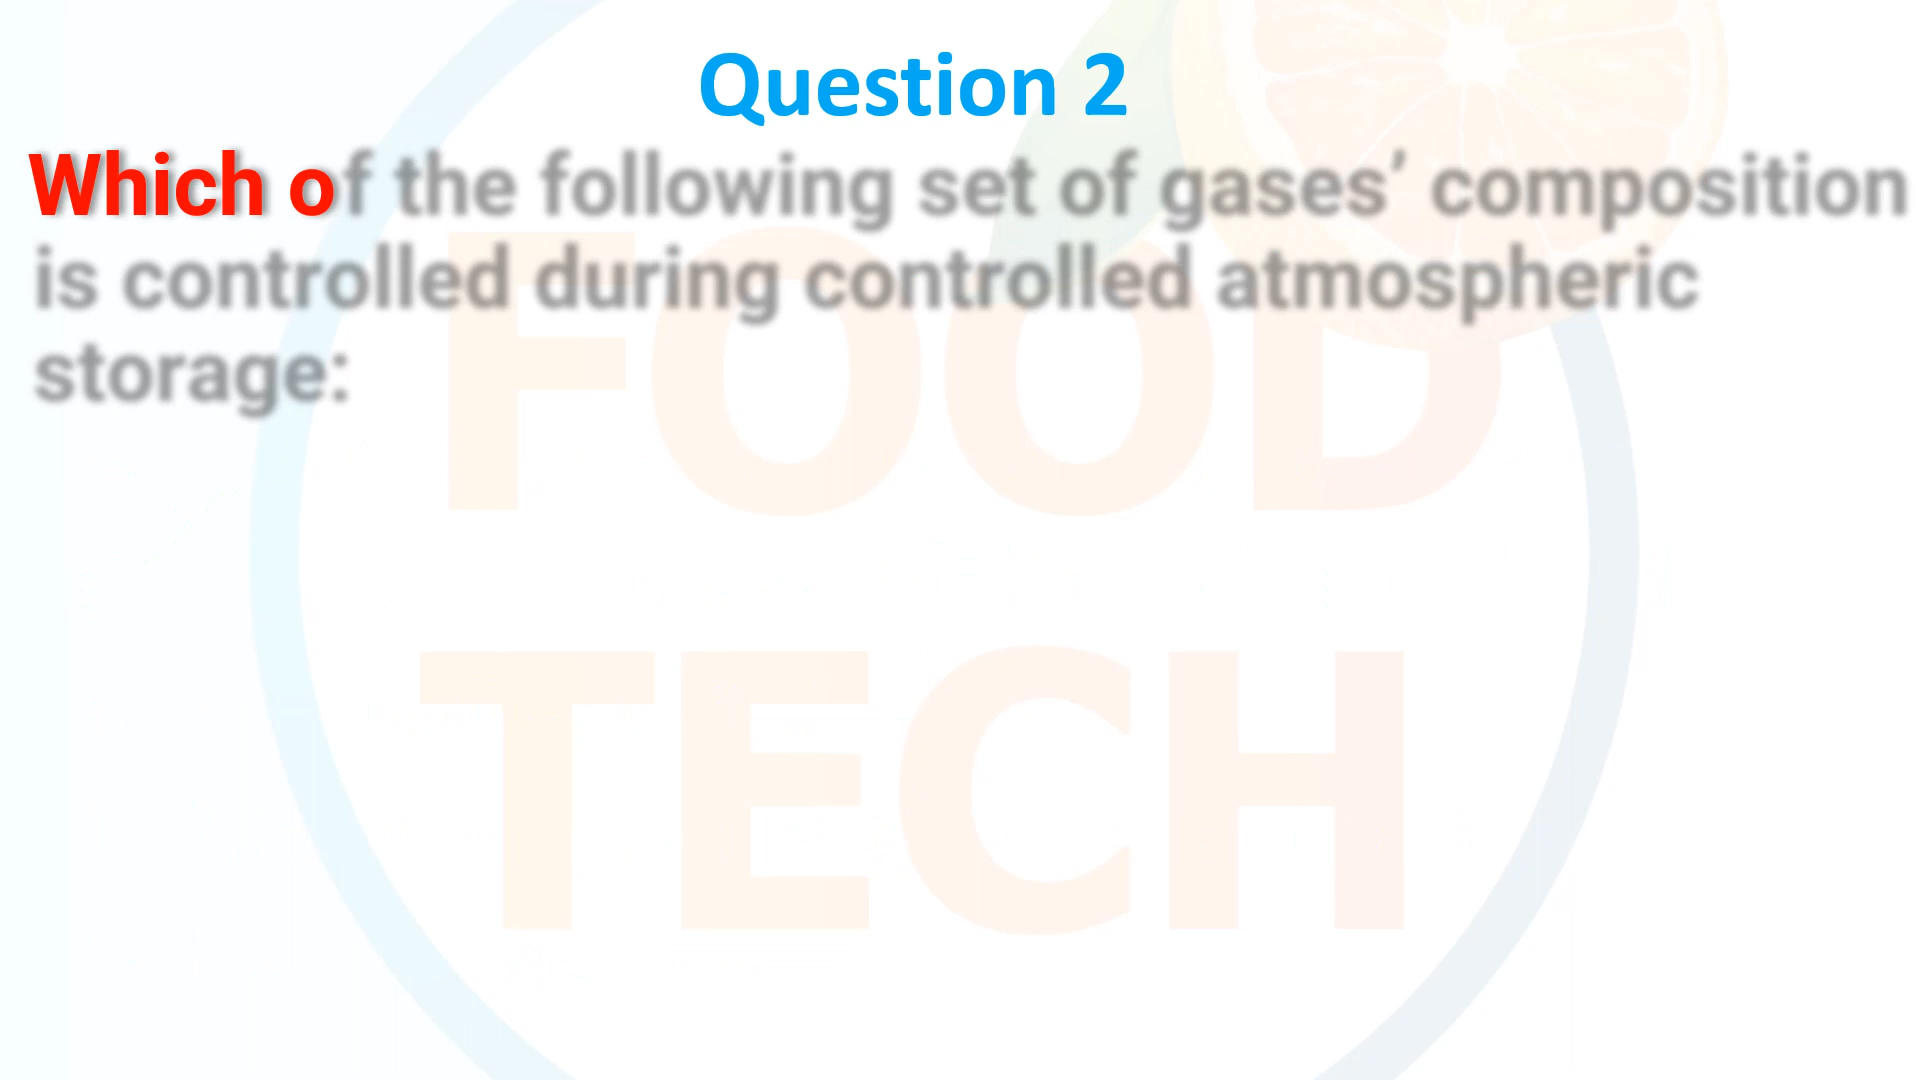 Question 2
Which of the following set of gases’ composition
is controlled during controlled atmospheric
storage:
FOOD
TECH